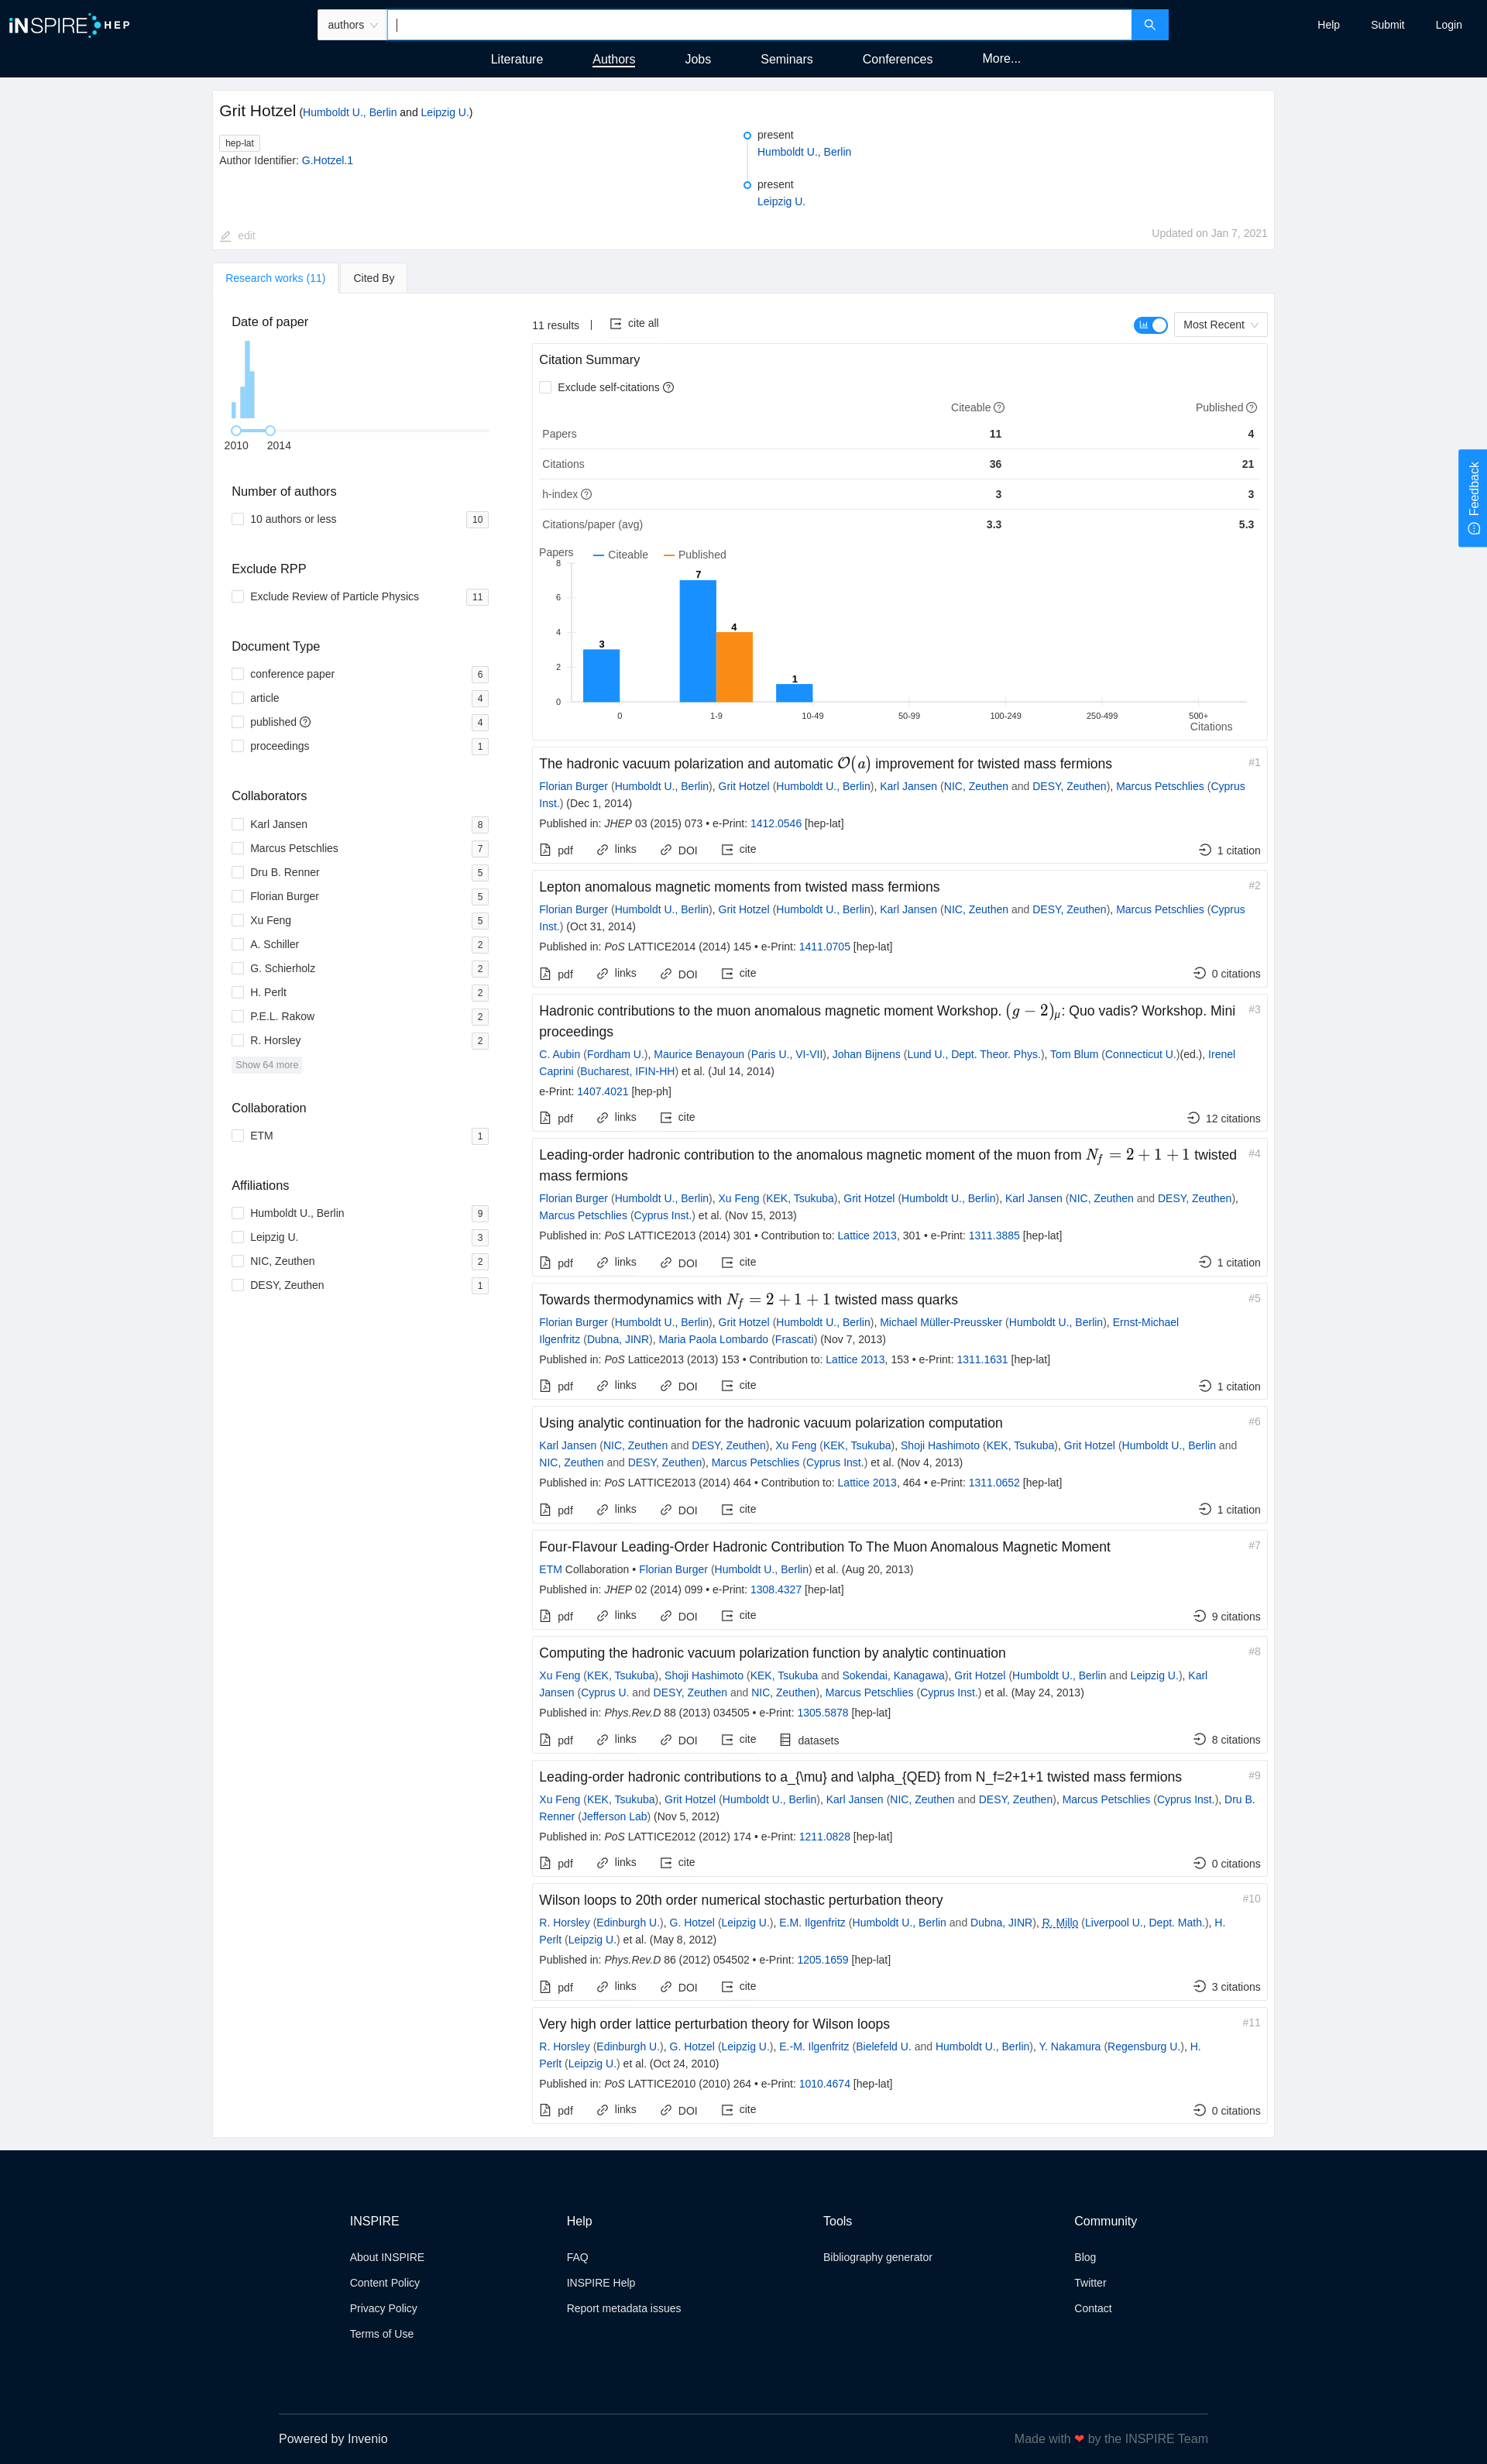 INSPIRE HEP
authors
Help Submit Login
Literature Authors Jobs Seminars Conferences More...
Grit Hotzel (Humboldt U., Berlin and Leipzig U.)
hep-lat
Author Identifier: G.Hotzel.1
present
Humboldt U., Berlin
present
Leipzig U.
edit
Updated on Jan 7, 2021
Research works (11) Cited By
Date of paper
2010 2014
Number of authors
10 authors or less 10
Exclude RPP
Exclude Review of Particle Physics 11
Document Type
conference paper 6
article 4
published 4
proceedings 1
Collaborators
Karl Jansen 8
Marcus Petschlies 7
Dru B. Renner 5
Florian Burger 5
Xu Feng 5
A. Schiller 2
G. Schierholz 2
H. Perlt 2
P.E.L. Rakow 2
R. Horsley 2
Show 64 more
Collaboration
ETM 1
Affiliations
Humboldt U., Berlin 9
Leipzig U. 3
NIC, Zeuthen 2
DESY, Zeuthen 1
11 results | cite all
Most Recent
Citation Summary
Exclude self-citations
Citeable Published
Papers 11 4
Citations 36 21
h-index 3 3
Citations/paper (avg) 3.3 5.3
Papers Citeable Published
8
6
4
2
0
3 7 4 1
0 1-9 10-49 50-99 100-249 250-499 500+
Citations
The hadronic vacuum polarization and automatic 𝒪(a) improvement for twisted mass fermions #1
Florian Burger (Humboldt U., Berlin), Grit Hotzel (Humboldt U., Berlin), Karl Jansen (NIC, Zeuthen and DESY, Zeuthen), Marcus Petschlies (Cyprus
Inst.) (Dec 1, 2014)
Published in: JHEP 03 (2015) 073 • e-Print: 1412.0546 [hep-lat]
pdf links DOI cite 1 citation
Lepton anomalous magnetic moments from twisted mass fermions #2
Florian Burger (Humboldt U., Berlin), Grit Hotzel (Humboldt U., Berlin), Karl Jansen (NIC, Zeuthen and DESY, Zeuthen), Marcus Petschlies (Cyprus
Inst.) (Oct 31, 2014)
Published in: PoS LATTICE2014 (2014) 145 • e-Print: 1411.0705 [hep-lat]
pdf links DOI cite 0 citations
Hadronic contributions to the muon anomalous magnetic moment Workshop. (g − 2)μ: Quo vadis? Workshop. Mini #3
proceedings
C. Aubin (Fordham U.), Maurice Benayoun (Paris U., VI-VII), Johan Bijnens (Lund U., Dept. Theor. Phys.), Tom Blum (Connecticut U.)(ed.), Irenel
Caprini (Bucharest, IFIN-HH) et al. (Jul 14, 2014)
e-Print: 1407.4021 [hep-ph]
pdf links cite 12 citations
Leading-order hadronic contribution to the anomalous magnetic moment of the muon from N_f = 2 + 1 + 1 twisted #4
mass fermions
Florian Burger (Humboldt U., Berlin), Xu Feng (KEK, Tsukuba), Grit Hotzel (Humboldt U., Berlin), Karl Jansen (NIC, Zeuthen and DESY, Zeuthen),
Marcus Petschlies (Cyprus Inst.) et al. (Nov 15, 2013)
Published in: PoS LATTICE2013 (2014) 301 • Contribution to: Lattice 2013, 301 • e-Print: 1311.3885 [hep-lat]
pdf links DOI cite 1 citation
Towards thermodynamics with N_f = 2 + 1 + 1 twisted mass quarks #5
Florian Burger (Humboldt U., Berlin), Grit Hotzel (Humboldt U., Berlin), Michael Müller-Preussker (Humboldt U., Berlin), Ernst-Michael
Ilgenfritz (Dubna, JINR), Maria Paola Lombardo (Frascati) (Nov 7, 2013)
Published in: PoS Lattice2013 (2013) 153 • Contribution to: Lattice 2013, 153 • e-Print: 1311.1631 [hep-lat]
pdf links DOI cite 1 citation
Using analytic continuation for the hadronic vacuum polarization computation #6
Karl Jansen (NIC, Zeuthen and DESY, Zeuthen), Xu Feng (KEK, Tsukuba), Shoji Hashimoto (KEK, Tsukuba), Grit Hotzel (Humboldt U., Berlin and
NIC, Zeuthen and DESY, Zeuthen), Marcus Petschlies (Cyprus Inst.) et al. (Nov 4, 2013)
Published in: PoS LATTICE2013 (2014) 464 • Contribution to: Lattice 2013, 464 • e-Print: 1311.0652 [hep-lat]
pdf links DOI cite 1 citation
Four-Flavour Leading-Order Hadronic Contribution To The Muon Anomalous Magnetic Moment #7
ETM Collaboration • Florian Burger (Humboldt U., Berlin) et al. (Aug 20, 2013)
Published in: JHEP 02 (2014) 099 • e-Print: 1308.4327 [hep-lat]
pdf links DOI cite 9 citations
Computing the hadronic vacuum polarization function by analytic continuation #8
Xu Feng (KEK, Tsukuba), Shoji Hashimoto (KEK, Tsukuba and Sokendai, Kanagawa), Grit Hotzel (Humboldt U., Berlin and Leipzig U.), Karl
Jansen (Cyprus U. and DESY, Zeuthen and NIC, Zeuthen), Marcus Petschlies (Cyprus Inst.) et al. (May 24, 2013)
Published in: Phys.Rev.D 88 (2013) 034505 • e-Print: 1305.5878 [hep-lat]
pdf links DOI cite datasets 8 citations
Leading-order hadronic contributions to a_{\mu} and \alpha_{QED} from N_f=2+1+1 twisted mass fermions #9
Xu Feng (KEK, Tsukuba), Grit Hotzel (Humboldt U., Berlin), Karl Jansen (NIC, Zeuthen and DESY, Zeuthen), Marcus Petschlies (Cyprus Inst.), Dru B.
Renner (Jefferson Lab) (Nov 5, 2012)
Published in: PoS LATTICE2012 (2012) 174 • e-Print: 1211.0828 [hep-lat]
pdf links cite 0 citations
Wilson loops to 20th order numerical stochastic perturbation theory #10
R. Horsley (Edinburgh U.), G. Hotzel (Leipzig U.), E.M. Ilgenfritz (Humboldt U., Berlin and Dubna, JINR), R. Millo (Liverpool U., Dept. Math.), H.
Perlt (Leipzig U.) et al. (May 8, 2012)
Published in: Phys.Rev.D 86 (2012) 054502 • e-Print: 1205.1659 [hep-lat]
pdf links DOI cite 3 citations
Very high order lattice perturbation theory for Wilson loops #11
R. Horsley (Edinburgh U.), G. Hotzel (Leipzig U.), E.-M. Ilgenfritz (Bielefeld U. and Humboldt U., Berlin), Y. Nakamura (Regensburg U.), H.
Perlt (Leipzig U.) et al. (Oct 24, 2010)
Published in: PoS LATTICE2010 (2010) 264 • e-Print: 1010.4674 [hep-lat]
pdf links DOI cite 0 citations
Feedback
INSPIRE Help Tools Community
About INSPIRE FAQ Bibliography generator Blog
Content Policy INSPIRE Help Twitter
Privacy Policy Report metadata issues Contact
Terms of Use
Powered by Invenio Made with ❤ by the INSPIRE Team